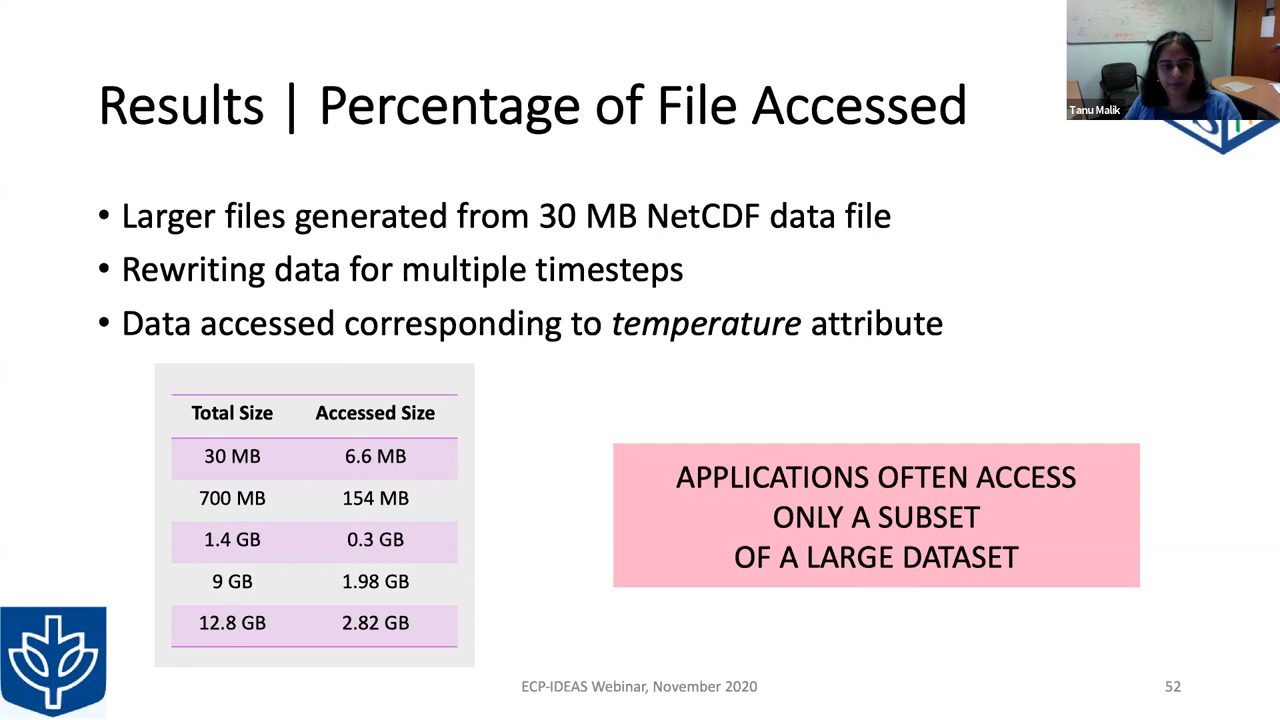 Tanu Malik
Results | Percentage of File Accessed
• Larger files generated from 30 MB NetCDF data file
• Rewriting data for multiple timesteps
• Data accessed corresponding to temperature attribute
Total Size Accessed Size
30 MB 6.6 MB
700 MB 154 MB
1.4 GB 0.3 GB
9 GB 1.98 GB
12.8 GB 2.82 GB
APPLICATIONS OFTEN ACCESS
ONLY A SUBSET
OF A LARGE DATASET
ECP-IDEAS Webinar, November 2020
52